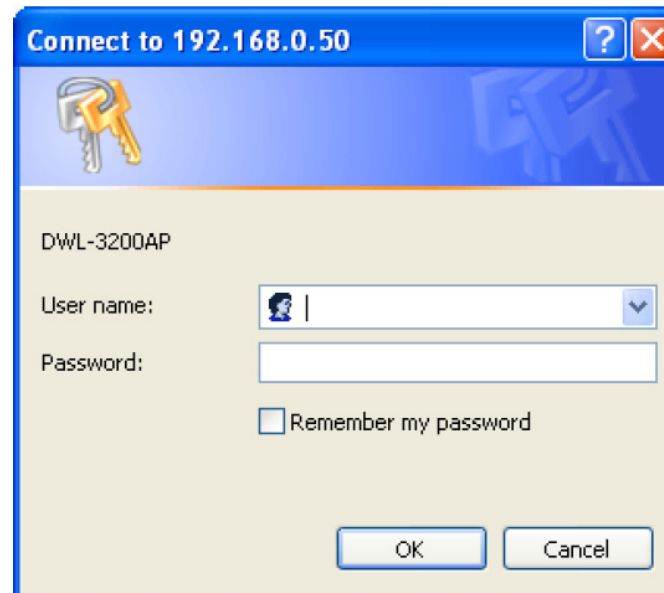 Connect to 192.168.0.50
DWL-3200AP
User name:
Password:
Remember my password
OK
Cancel